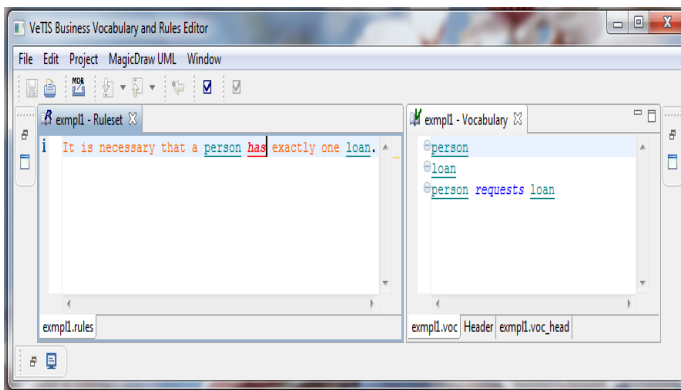 VeTIS Business Vocabulary and Rules Editor
File Edit Project MagicDraw UML Window
MDR
exmpl1 - Ruleset
exmpl1 - Vocabulary
i It is necessary that a person has exactly one loan.
person
loan
person requests loan
exmpl1.rules
exmpl1.voc Header exmpl1.voc_head